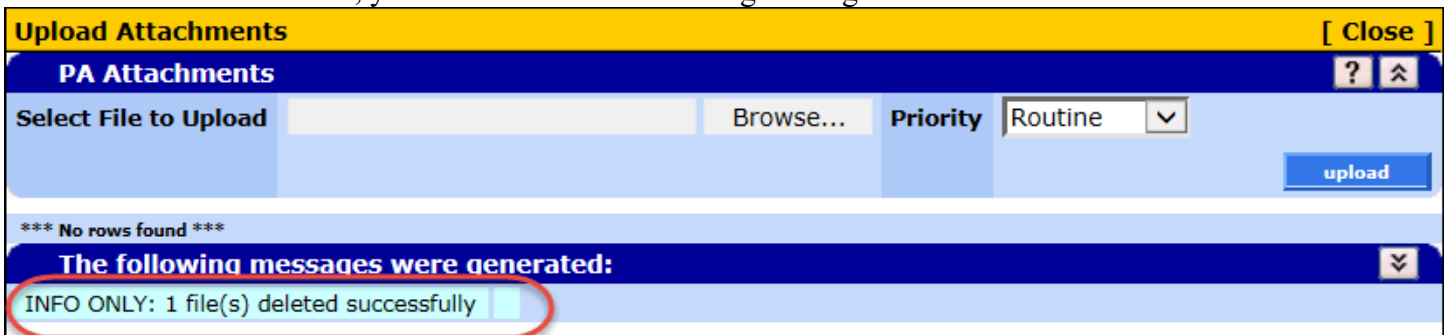 Upload Attachments [ Close ]
PA Attachments ?
Select File to Upload Browse... Priority Routine
upload
*** No rows found ***
The following messages were generated:
INFO ONLY: 1 file(s) deleted successfully